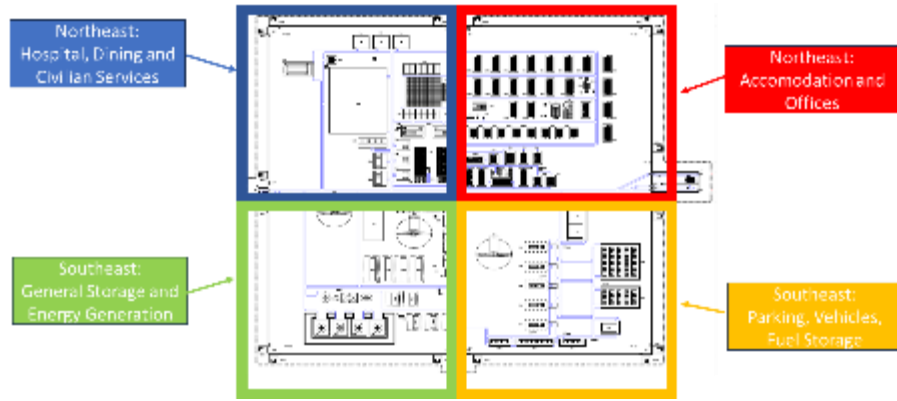 Northeast:
Hospital, Dining and
Civilian Services
Northeast:
Accomodation and
Offices
Southeast:
General Storage and
Energy Generation
Southeast:
Parking, Vehicles,
Fuel Storage